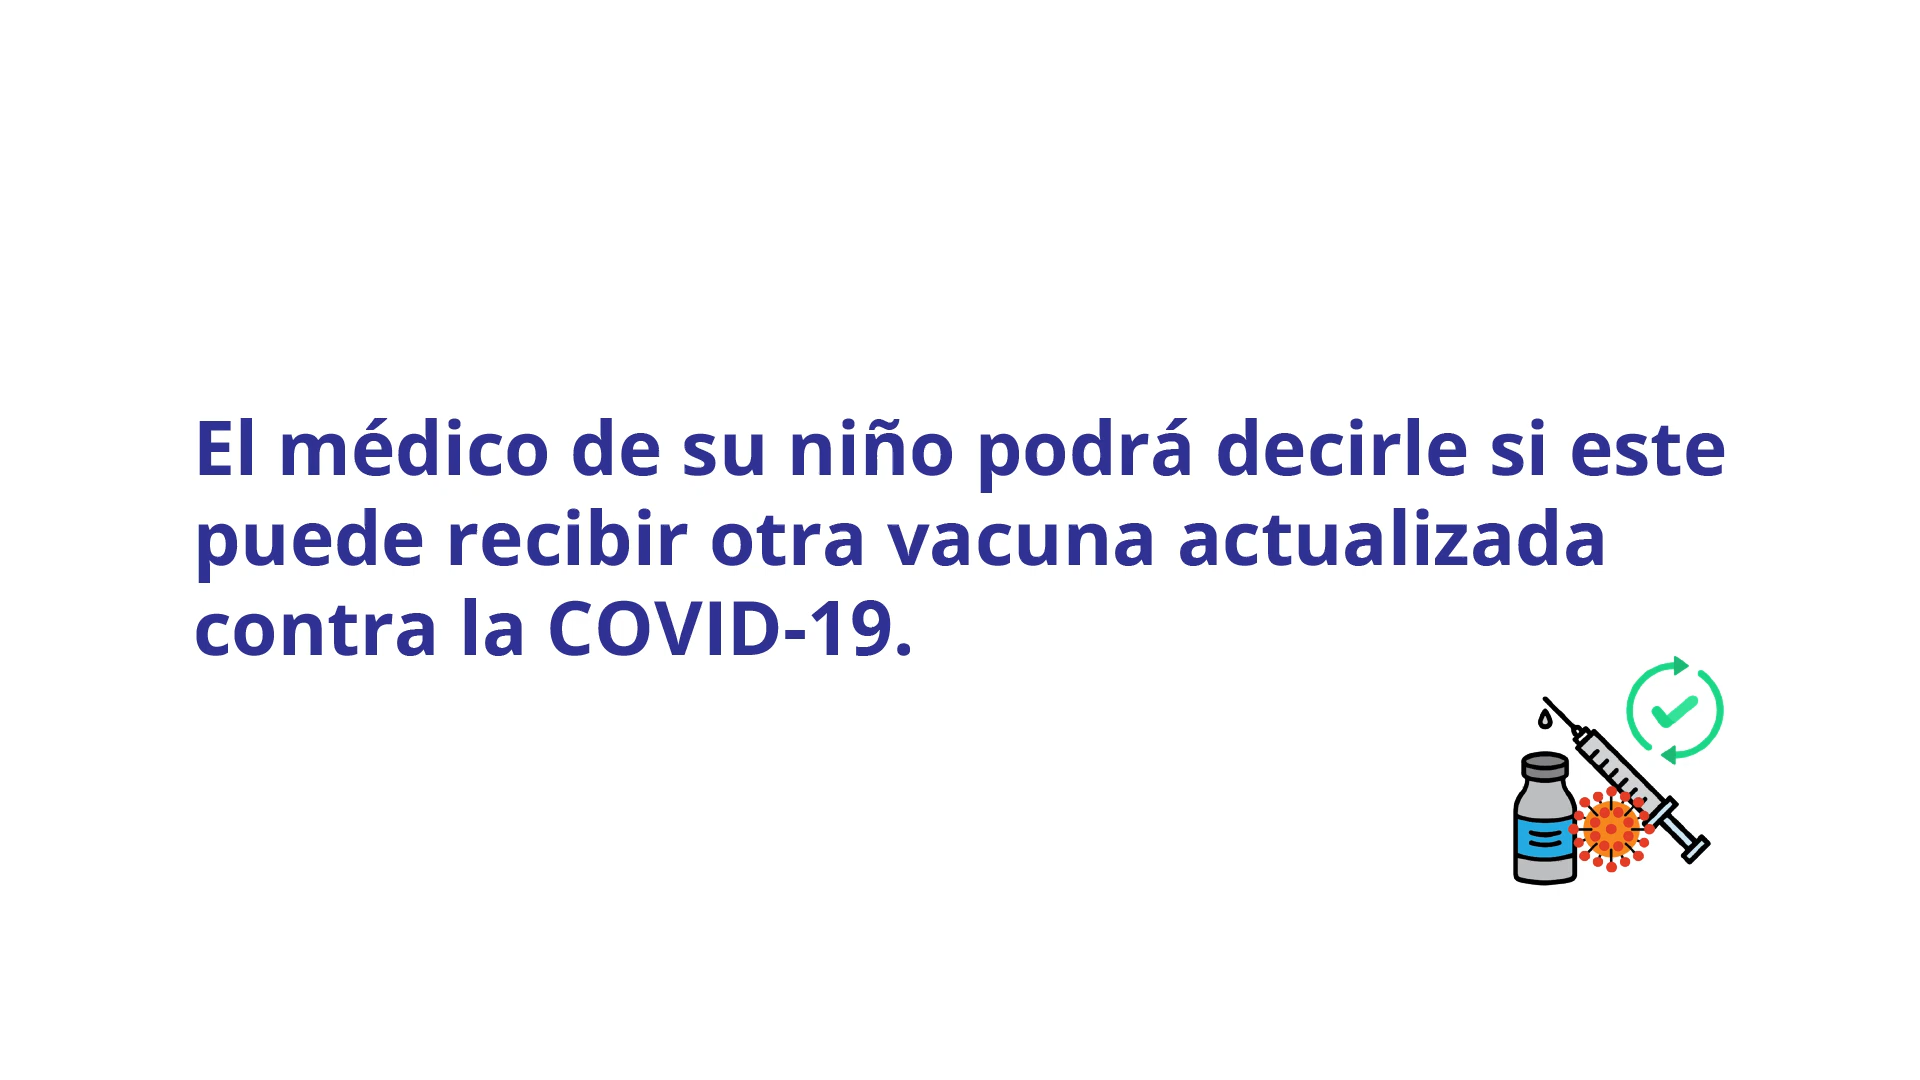 El médico de su niño podrá decirle si este
puede recibir otra vacuna actualizada
contra la COVID-19.